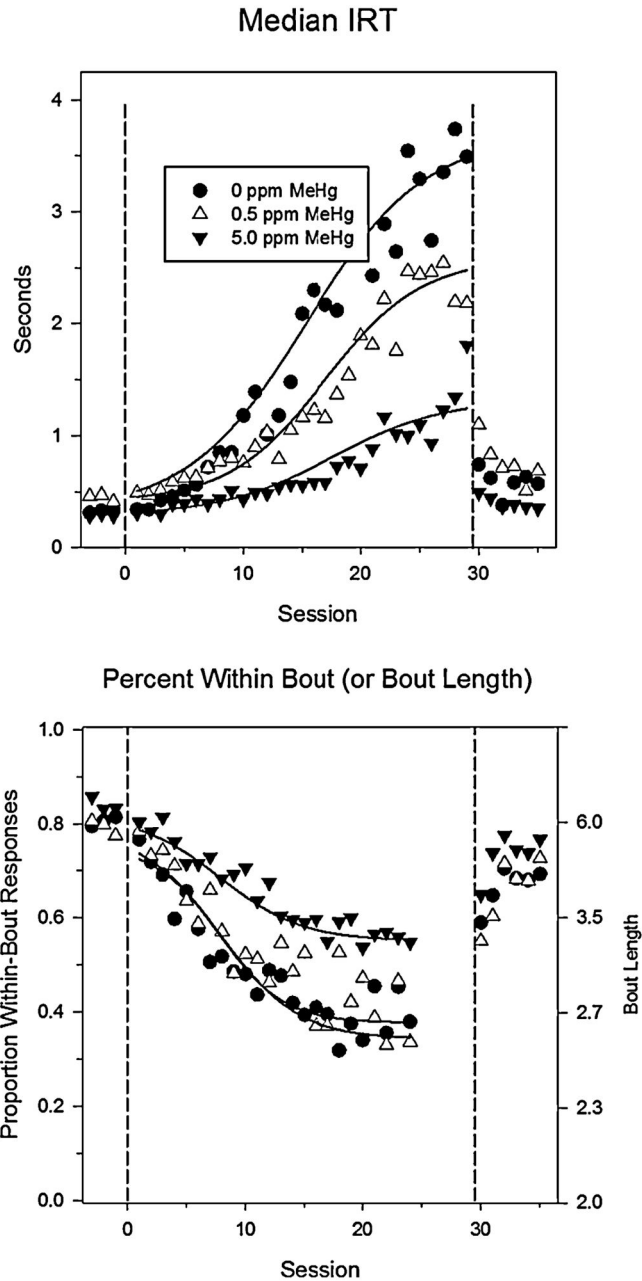 Median IRT
4
3
2
1
0
Seconds
0 ppm MeHg
0.5 ppm MeHg
5.0 ppm MeHg
0 10 20 30
Session
Percent Within Bout (or Bout Length)
1.0
0.8
0.6
0.4
0.2
0.0
Proportion Within-Bout Responses
6.0
3.5
2.7
2.3
2.0
Bout Length
0 10 20 30
Session